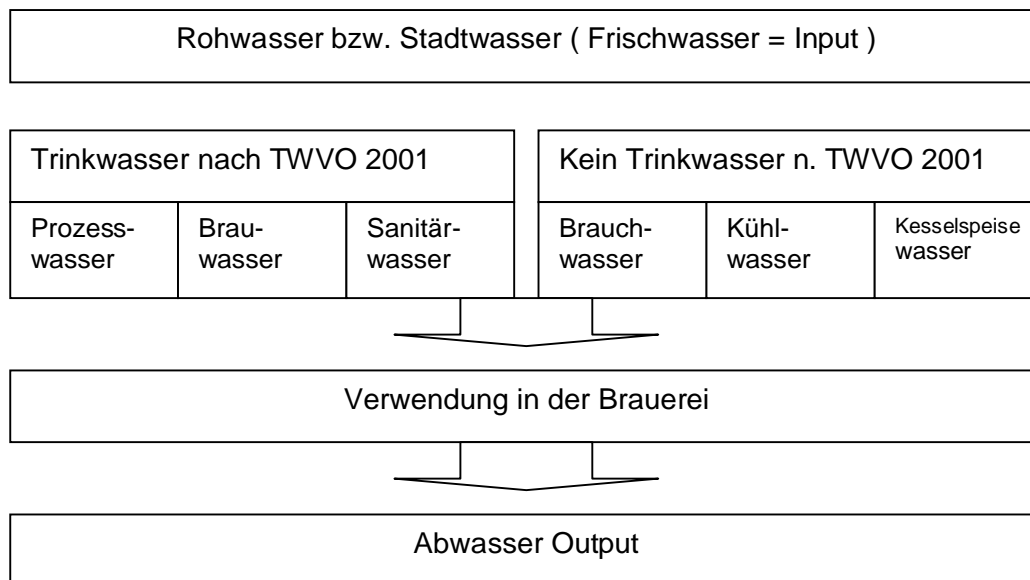 Rohwasser bzw. Stadtwasser ( Frischwasser = Input )
Trinkwasser nach TWVO 2001
Kein Trinkwasser n. TWVO 2001
Prozess-
wasser
Brau-
wasser
Sanitär-
wasser
Brauch-
wasser
Kühl-
wasser
Kesselspeise
wasser
Verwendung in der Brauerei
Abwasser Output